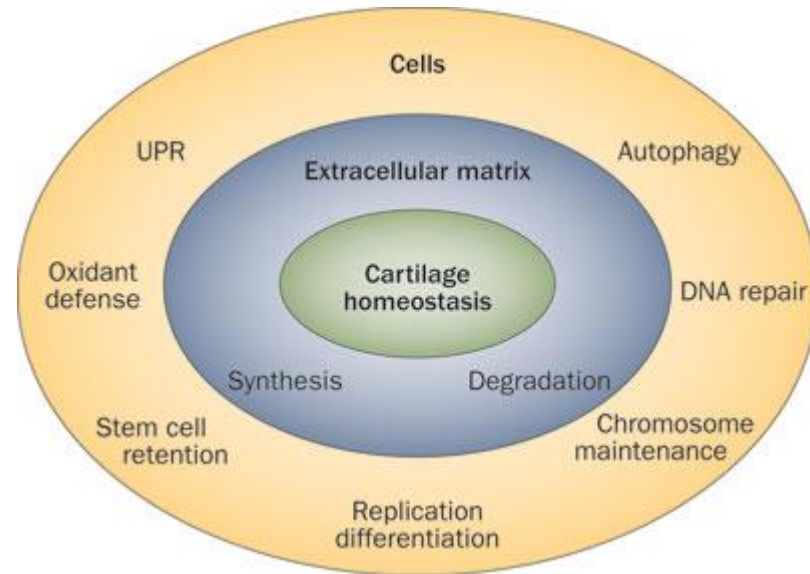 Cells
UPR
Autophagy
Extracellular matrix
Oxidant
defense
Cartilage
homeostasis
DNA repair
Synthesis
Degradation
Stem cell
retention
Chromosome
maintenance
Replication
differentiation